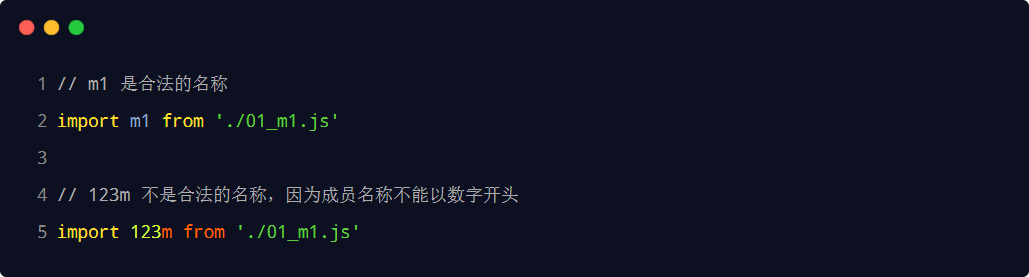 1 // m1 是合法的名称
2 import m1 from './01_m1.js'
3
4 // 123m 不是合法的名称，因为成员名称不能以数字开头
5 import 123m from './01_m1.js'